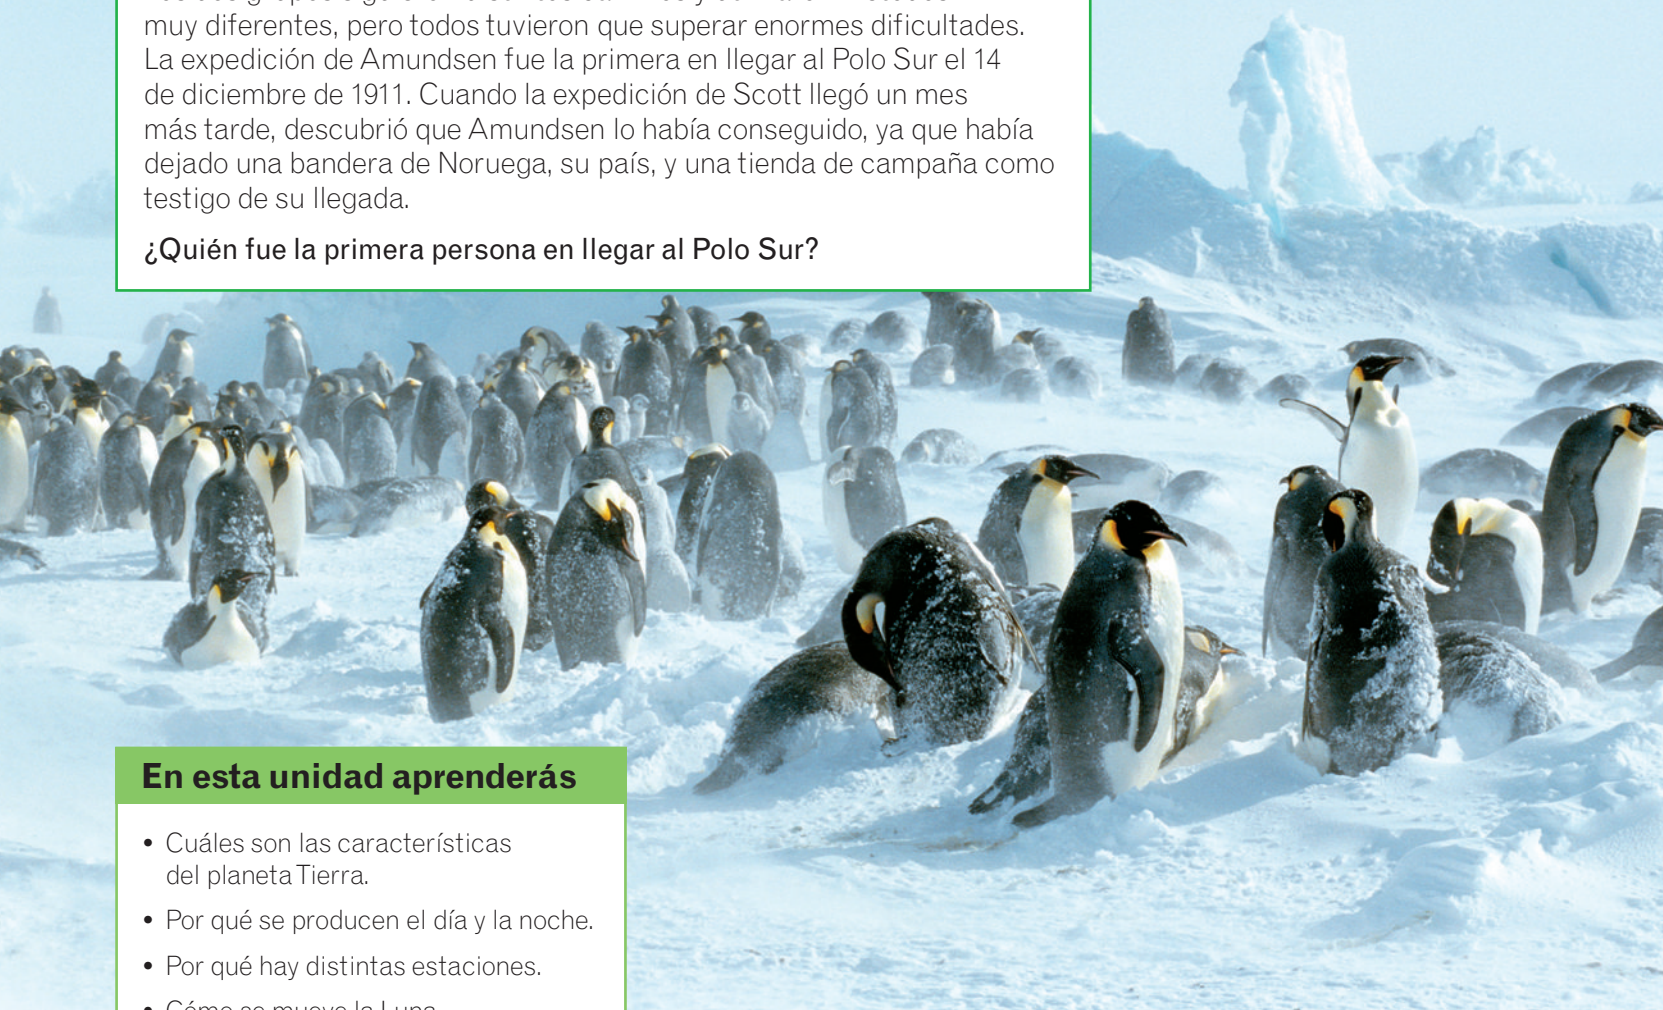 muy diferentes, pero todos tuvieron que superar enormes dificultades.
La expedición de Amundsen fue la primera en llegar al Polo Sur el 14
de diciembre de 1911. Cuando la expedición de Scott llegó un mes
más tarde, descubrió que Amundsen lo había conseguido, ya que había
dejado una bandera de Noruega, su país, y una tienda de campaña como
testigo de su llegada.
¿Quién fue la primera persona en llegar al Polo Sur?
En esta unidad aprenderás
• Cuáles son las características
del planeta Tierra.
• Por qué se producen el día y la noche.
• Por qué hay distintas estaciones.
• Cómo se mueve la Luna